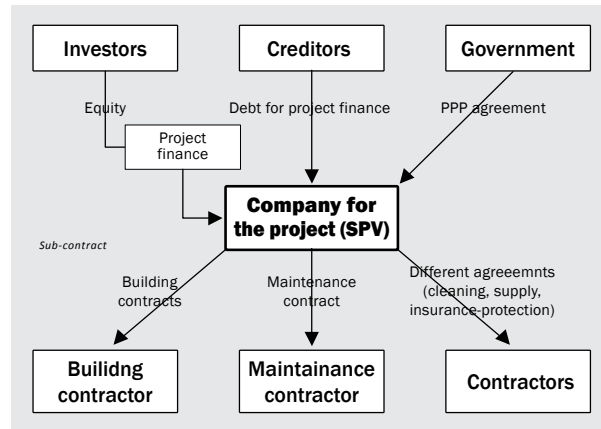 Investors
Creditors
Government
Equity
Debt for project finance
PPP agreement
Project
finance
Company for
the project (SPV)
Sub-contract
Building
contracts
Maintenance
contract
Different agreeemnts
(cleaning, supply,
insurance-protection)
Builidng
contractor
Maintainance
contractor
Contractors